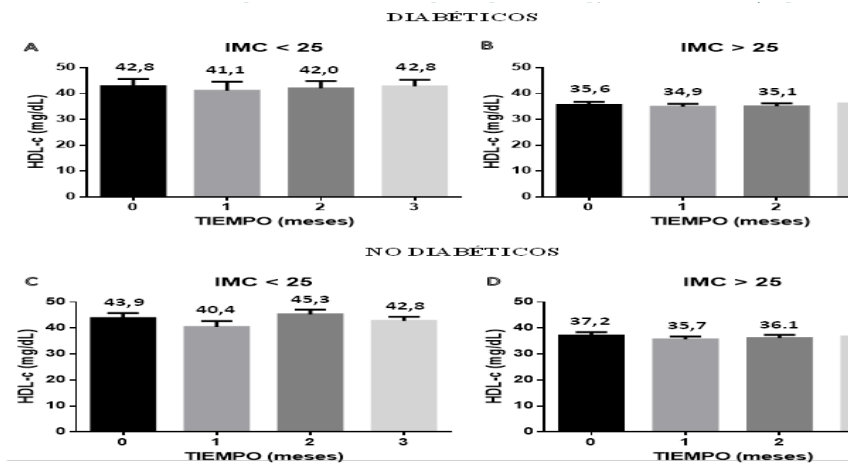 DIABÉTICOS
A
IMC < 25
42,8 41,1 42,0 42,8
HDL-c (mg/dL)
50
40
30
20
10
0
0 1 2 3
TIEMPO (meses)
B
IMC > 25
35,6 34,9 35,1
HDL-c (mg/dL)
50
40
30
20
10
0
0 1 2
TIEMPO (meses)
NO DIABÉTICOS
C
IMC < 25
43,9 40,4 45,3 42,8
HDL-c (mg/dL)
50
40
30
20
10
0
0 1 2 3
TIEMPO (meses)
D
IMC > 25
37,2 35,7 36.1
HDL-c (mg/dL)
50
40
30
20
10
0
0 1 2
TIEMPO (meses)